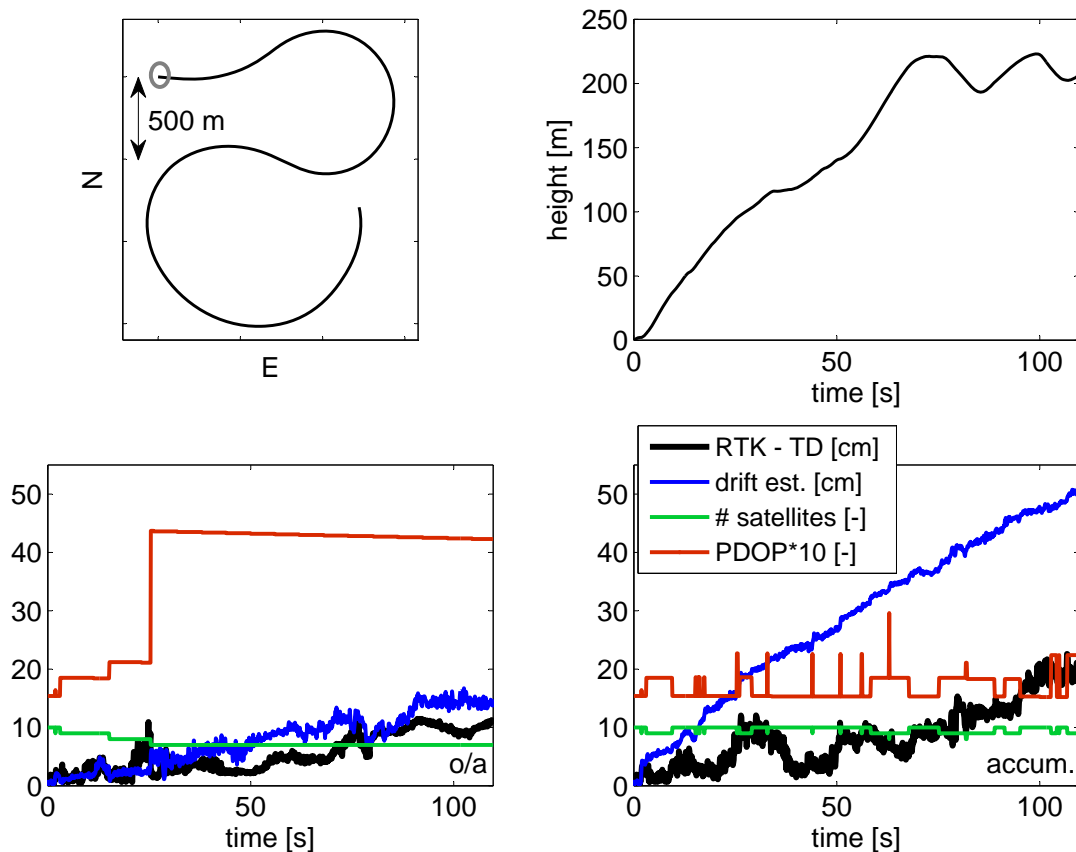 500 m
N
E
250
200
150
100
50
0
height [m]
0 50 100
time [s]
50
40
30
20
10
0
o/a
0 50 100
time [s]
RTK - TD [cm]
drift est. [cm]
# satellites [-]
PDOP*10 [-]
50
40
30
20
10
0
accum.
0 50 100
time [s]